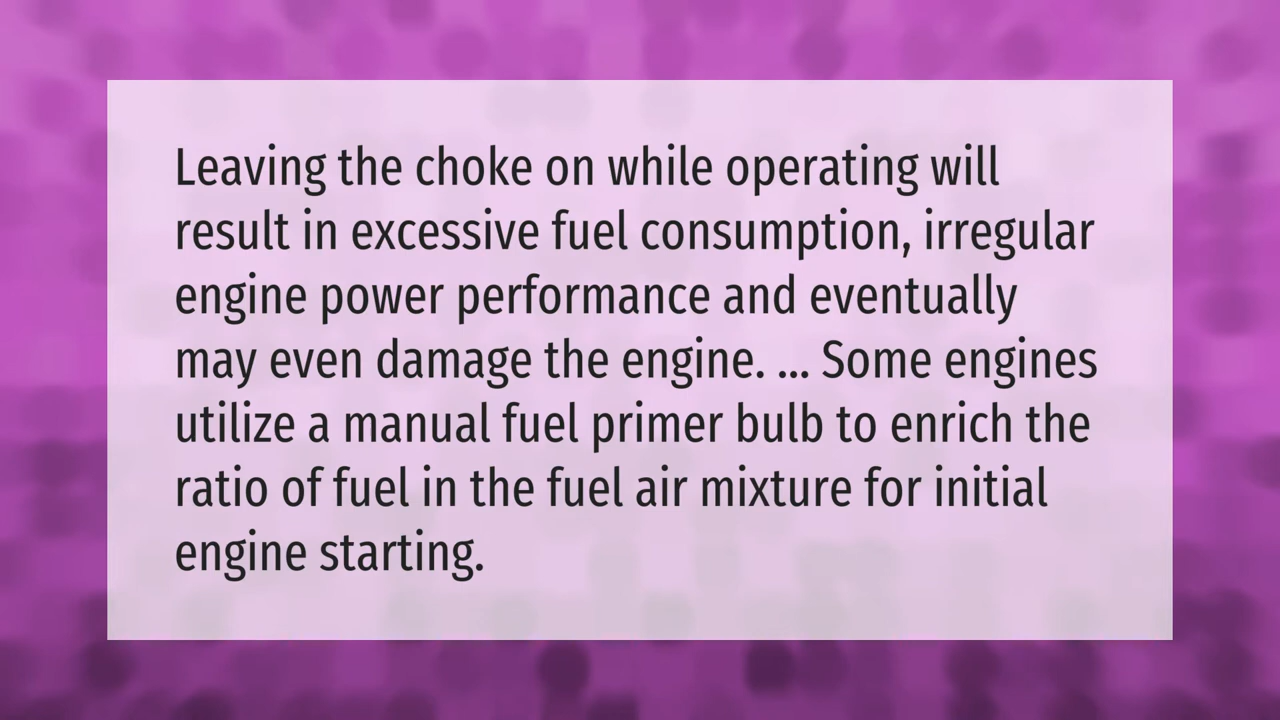 Leaving the choke on while operating will
result in excessive fuel consumption, irregular
engine power performance and eventually
may even damage the engine. ... Some engines
utilize a manual fuel primer bulb to enrich the
ratio of fuel in the fuel air mixture for initial
engine starting.